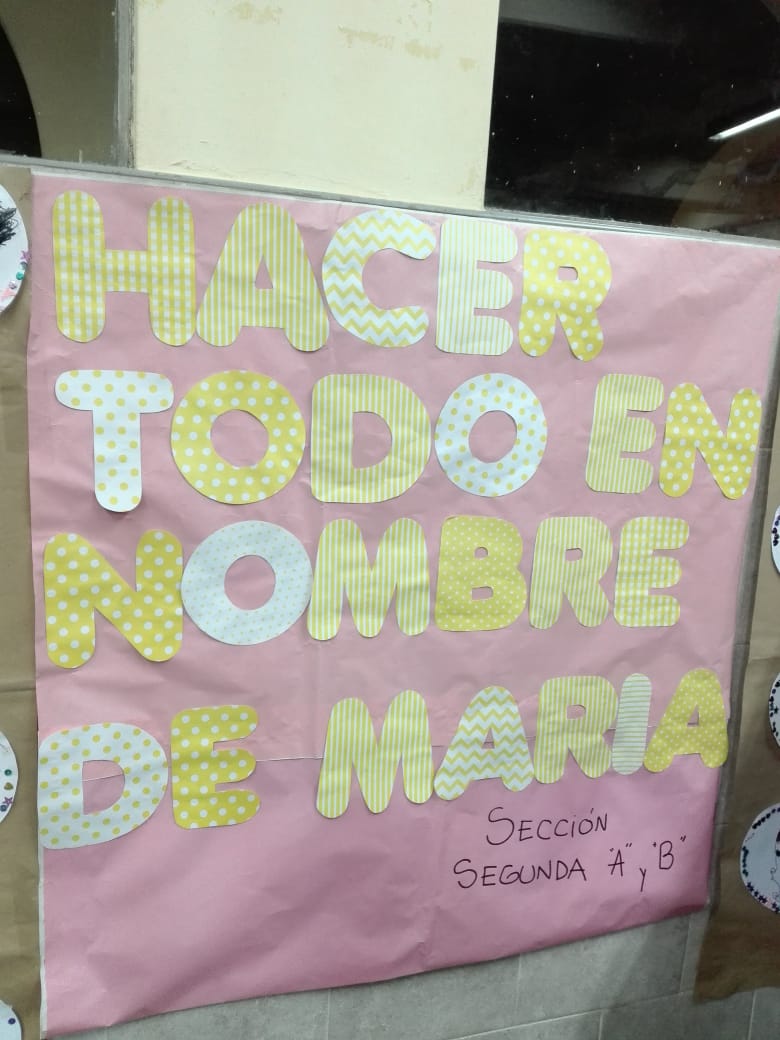 HACER
TODO EN
NOMBRE
DE MARIA
SECCIÓN
SEGUNDA "A" y "B"